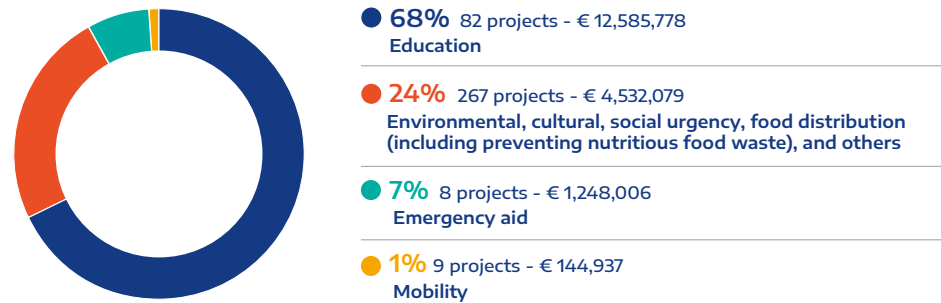 68% 82 projects - € 12,585,778
Education
24% 267 projects - € 4,532,079
Environmental, cultural, social urgency, food distribution
(including preventing nutritious food waste), and others
7% 8 projects - € 1,248,006
Emergency aid
1% 9 projects - € 144,937
Mobility